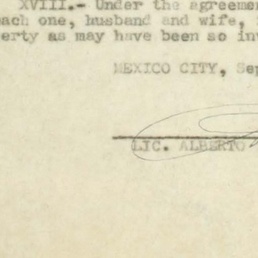 XVIII.- Under the agreemen
each one, husband and wife,
erty as may have been so in
MEXICO CITY, Sep
LIC. ALBERTO